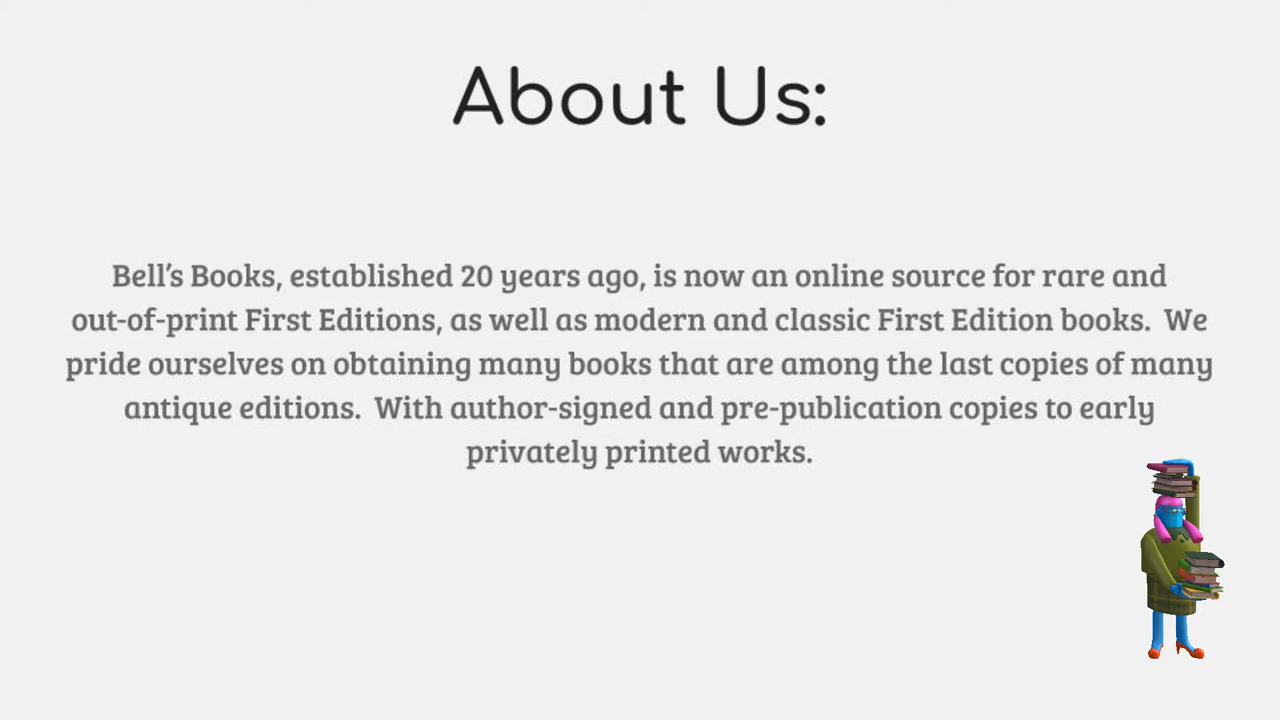 About Us:
Bell's Books, established 20 years ago, is now an online source for rare and
out-of-print First Editions, as well as modern and classic First Edition books.  We
pride ourselves on obtaining many books that are among the last copies of many
antique editions.  With author-signed and pre-publication copies to early
privately printed works.